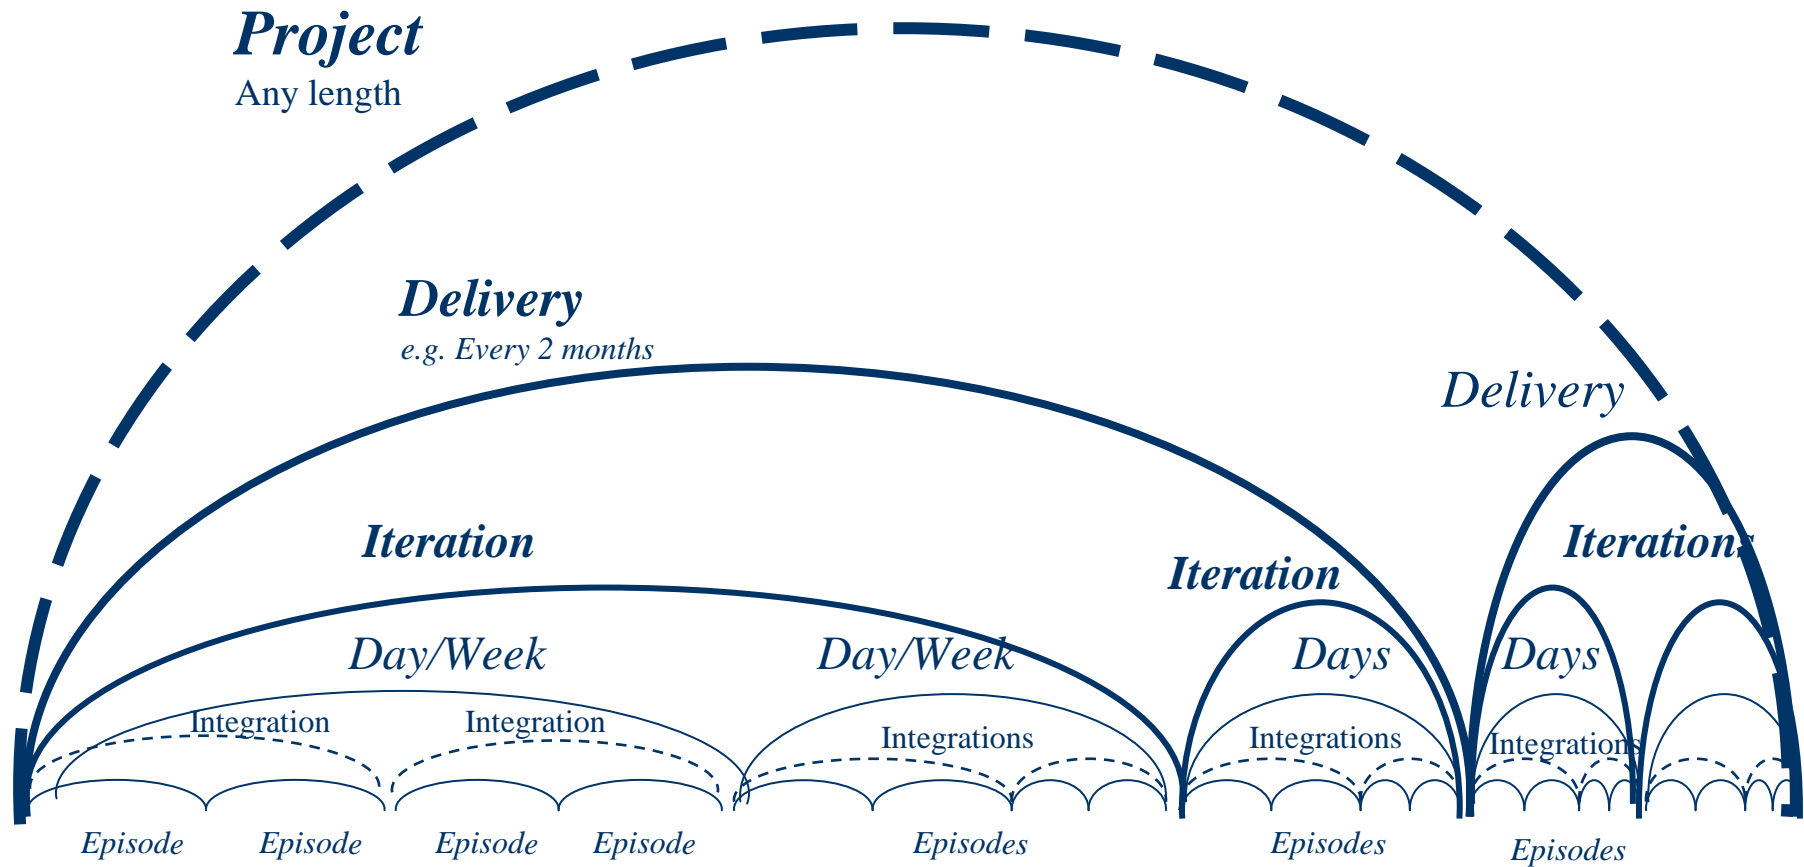 Project
Any length
Delivery
e.g. Every 2 months
Delivery
Iteration
Iteration
Iterations
Day/Week
Day/Week
Days
Days
Integration
Integration
Integrations
Integrations
Integrations
Episode
Episode
Episode
Episode
Episodes
Episodes
Episodes